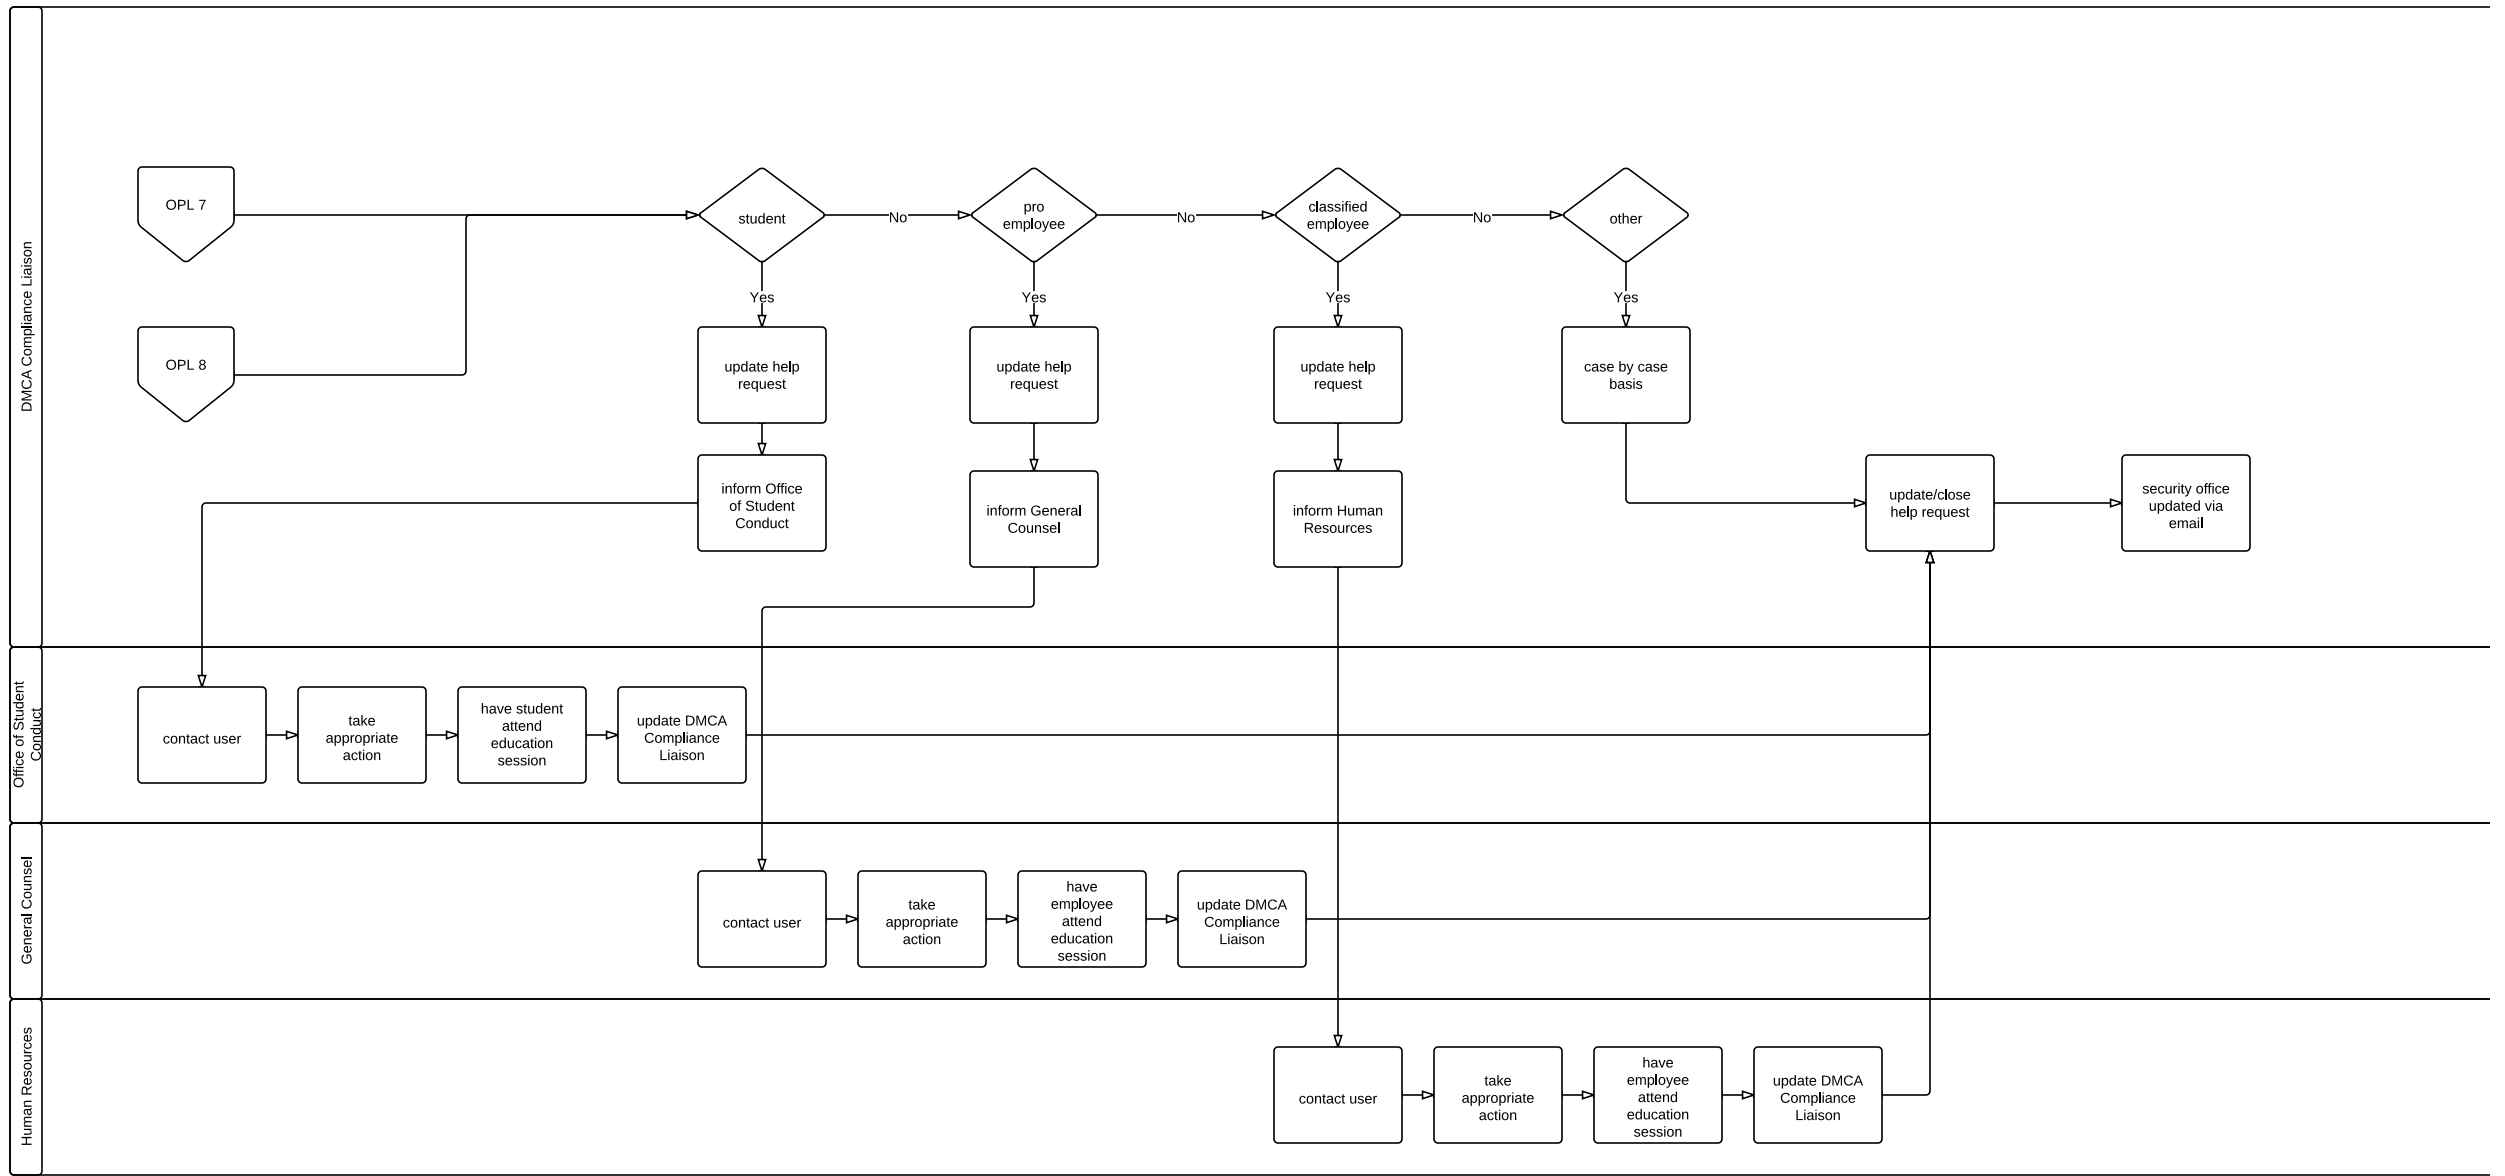 DMCA Compliance Liaison
OPL 7
OPL 8
student
No
pro
employee
No
classified
employee
No
other
Yes
Yes
Yes
Yes
update help
request
update help
request
update help
request
case by case
basis
inform Office
of Student
Conduct
inform General
Counsel
inform Human
Resources
update/close
help request
security office
updated via
email
Office of Student
Conduct
contact user
take
appropriate
action
have student
attend
education
session
update DMCA
Compliance
Liaison
General Counsel
contact user
take
appropriate
action
have
employee
attend
education
session
update DMCA
Compliance
Liaison
Human Resources
contact user
take
appropriate
action
have
employee
attend
education
session
update DMCA
Compliance
Liaison